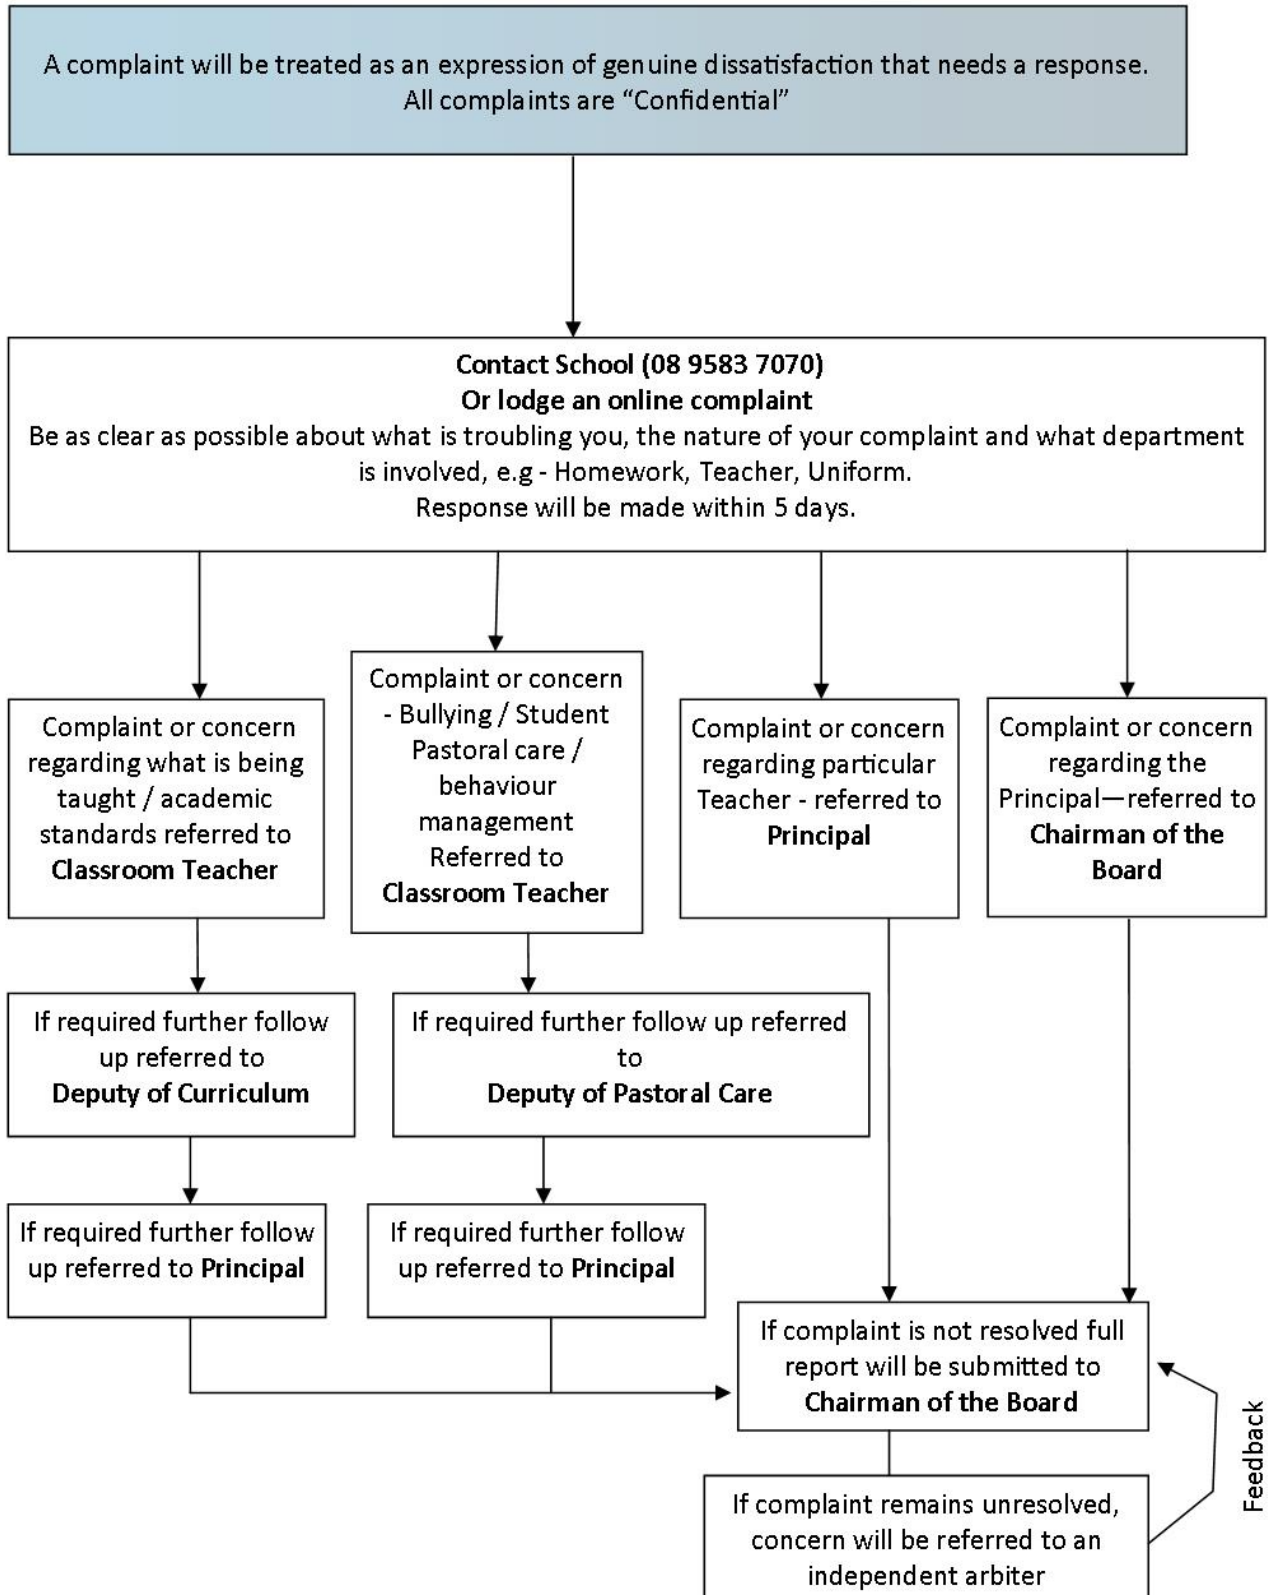 A complaint will be treated as an expression of genuine dissatisfaction that needs a response.
All complaints are “Confidential”
Contact School (08 9583 7070)
Or lodge an online complaint
Be as clear as possible about what is troubling you, the nature of your complaint and what department
is involved, e.g - Homework, Teacher, Uniform.
Response will be made within 5 days.
Complaint or concern
regarding what is being
taught / academic
standards referred to
Classroom Teacher
Complaint or concern
- Bullying / Student
Pastoral care /
behaviour
management
Referred to
Classroom Teacher
Complaint or concern
regarding particular
Teacher - referred to
Principal
Complaint or concern
regarding the
Principal—referred to
Chairman of the
Board
If required further follow
up referred to
Deputy of Curriculum
If required further follow up referred
to
Deputy of Pastoral Care
If required further follow
up referred to Principal
If required further follow
up referred to Principal
If complaint is not resolved full
report will be submitted to
Chairman of the Board
Feedback
If complaint remains unresolved,
concern will be referred to an
independent arbiter